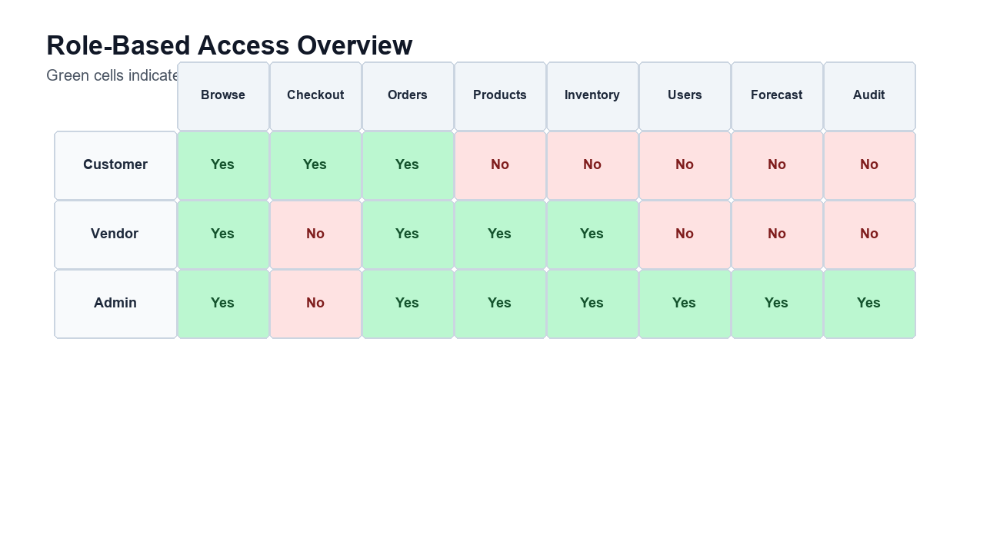 Role-Based Access Overview
Green cells indicate
Browse Checkout Orders Products Inventory Users Forecast Audit
Customer Yes Yes Yes No No No No No
Vendor Yes No Yes Yes Yes No No No
Admin Yes No Yes Yes Yes Yes Yes Yes